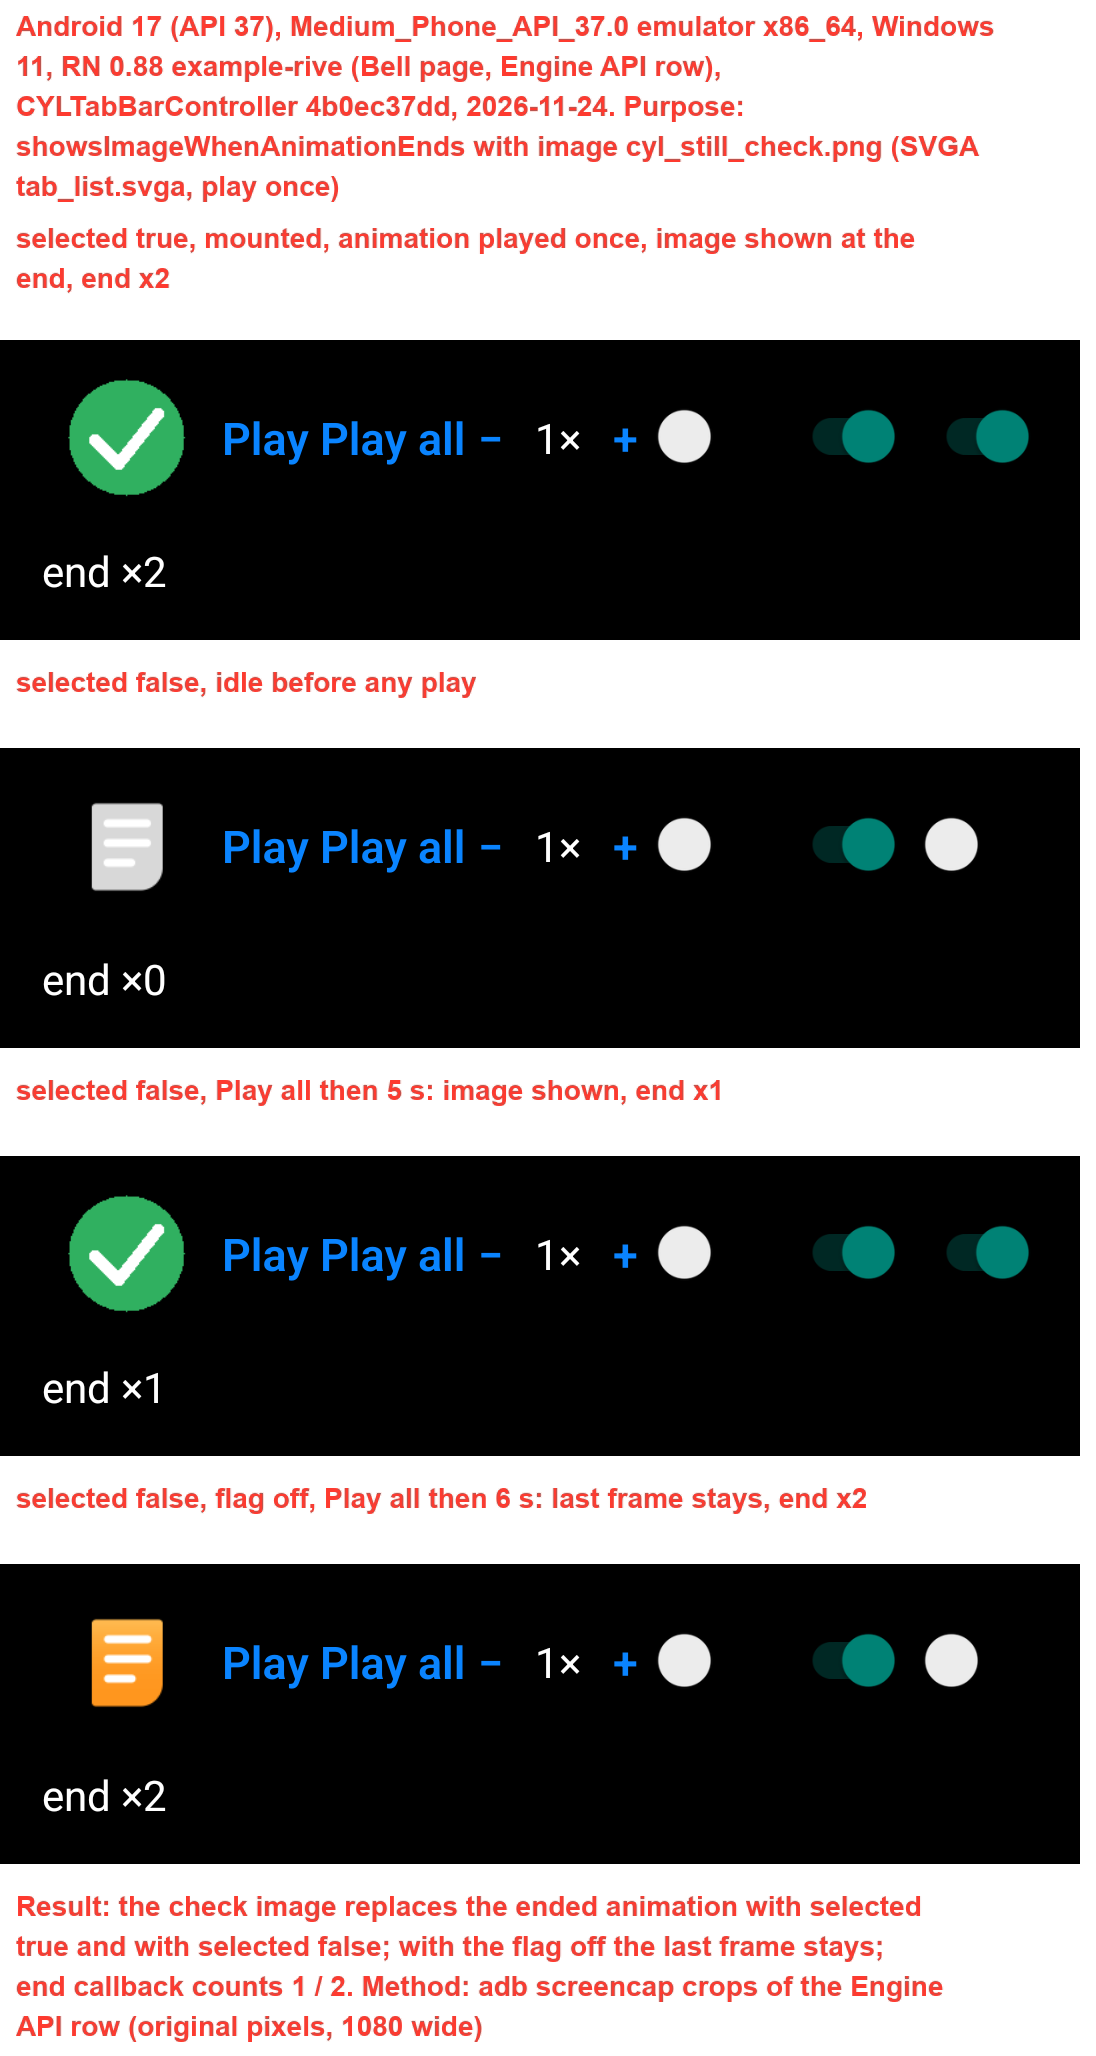 Android 17 (API 37), Medium_Phone_API_37.0 emulator x86_64, Windows
11, RN 0.88 example-rive (Bell page, Engine API row),
CYLTabBarController 4b0ec37dd, 2026-11-24. Purpose:
showsImageWhenAnimationEnds with image cyl_still_check.png (SVGA
tab_list.svga, play once)
selected true, mounted, animation played once, image shown at the
end, end x2
Play Play all − 1× +
end ×2
selected false, idle before any play
Play Play all − 1× +
end ×0
selected false, Play all then 5 s: image shown, end x1
Play Play all − 1× +
end ×1
selected false, flag off, Play all then 6 s: last frame stays, end x2
Play Play all − 1× +
end ×2
Result: the check image replaces the ended animation with selected
true and with selected false; with the flag off the last frame stays;
end callback counts 1 / 2. Method: adb screencap crops of the Engine
API row (original pixels, 1080 wide)